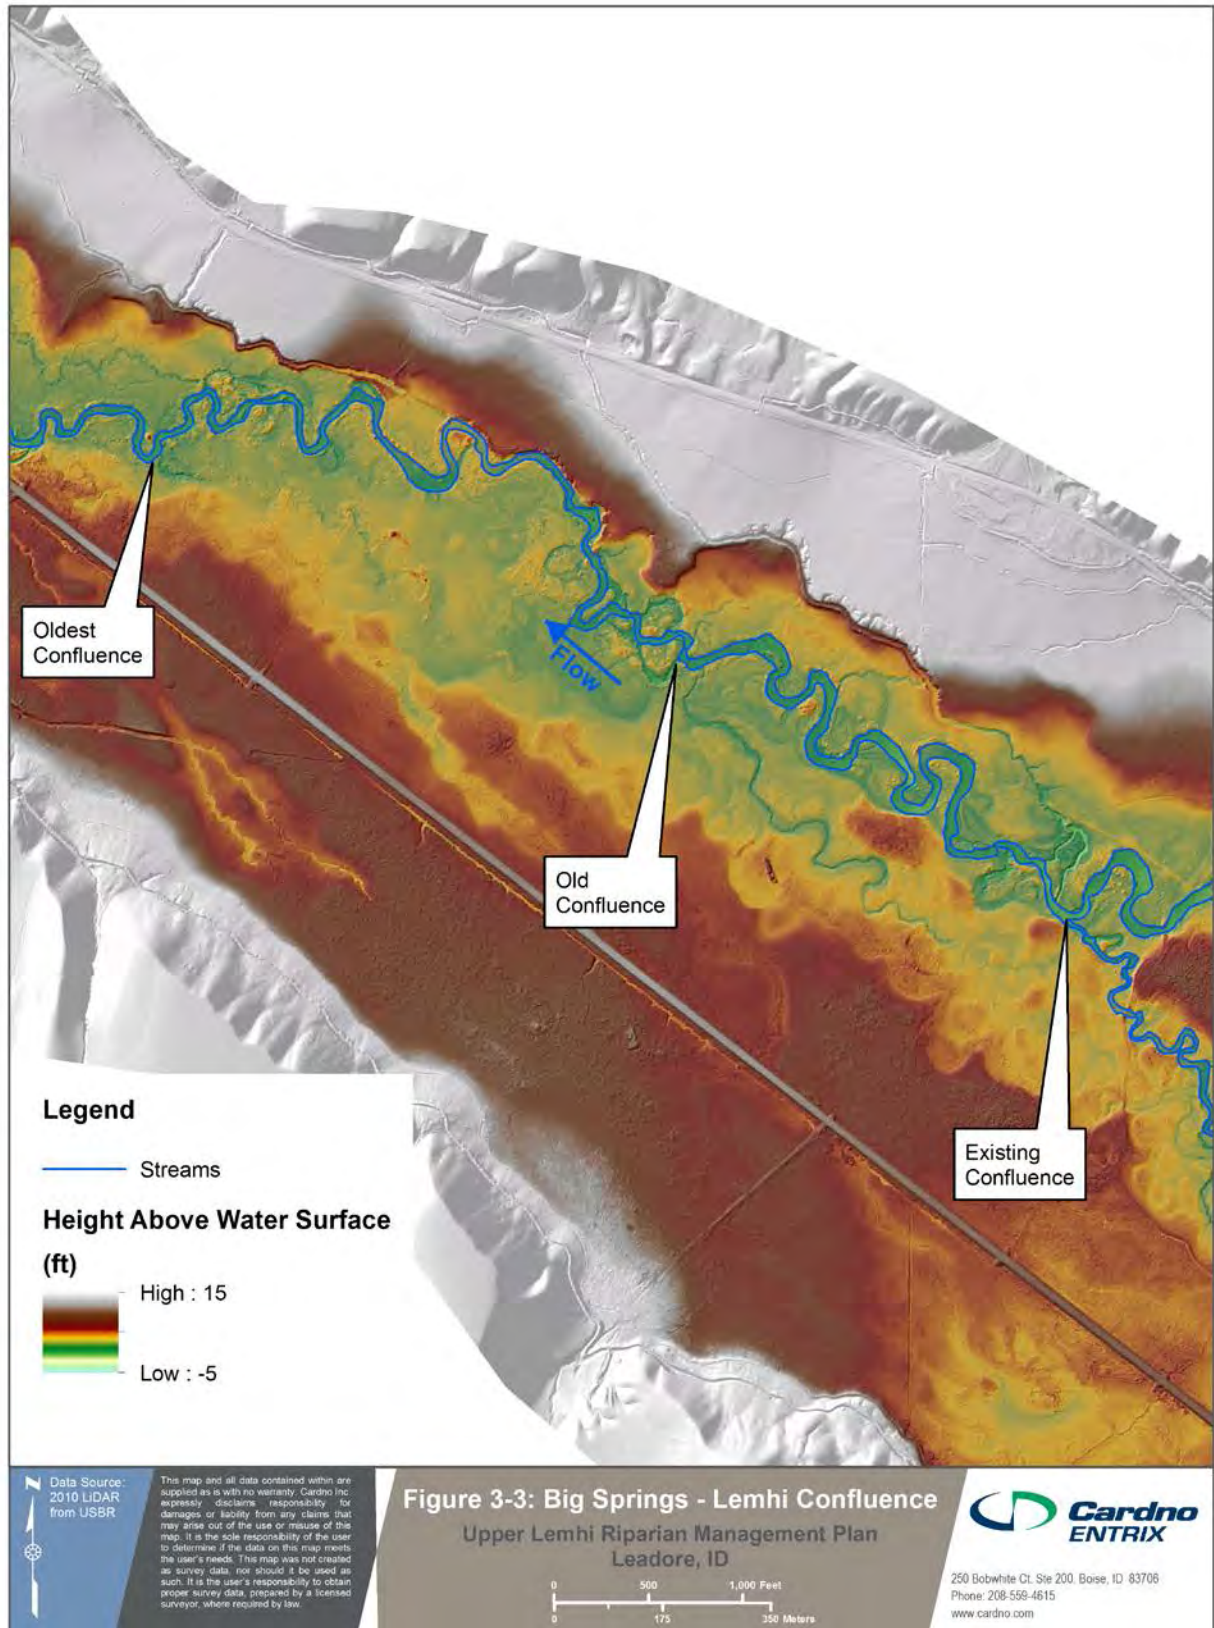 Oldest
Confluence
Flow
Old
Confluence
Existing
Confluence
Legend
Streams
Height Above Water Surface
(ft)
High : 15
Low : -5
N
Data Source:
2010 LiDAR
from USBR
This map and all data contained within are
supplied as is with no warranty. Cardno Inc
expressly disclaims responsibility for
damages or liability from any claims that
may arise out of the use or misuse of this
map. It is the sole responsibility of the user
to determine if the data on this map meets
the user's needs. This map was not created
as survey data, nor should it be used as
such. It is the user's responsibility to obtain
proper survey data, prepared by a licensed
surveyor, where required by law.
Figure 3-3: Big Springs - Lemhi Confluence
Upper Lemhi Riparian Management Plan
Leadore, ID
0 500 1,000 Feet
0 175 350 Meters
Cardno
ENTRIX
250 Bobwhite Ct. Ste 200. Boise, ID 83706
Phone: 208-559-4615
www.cardno.com